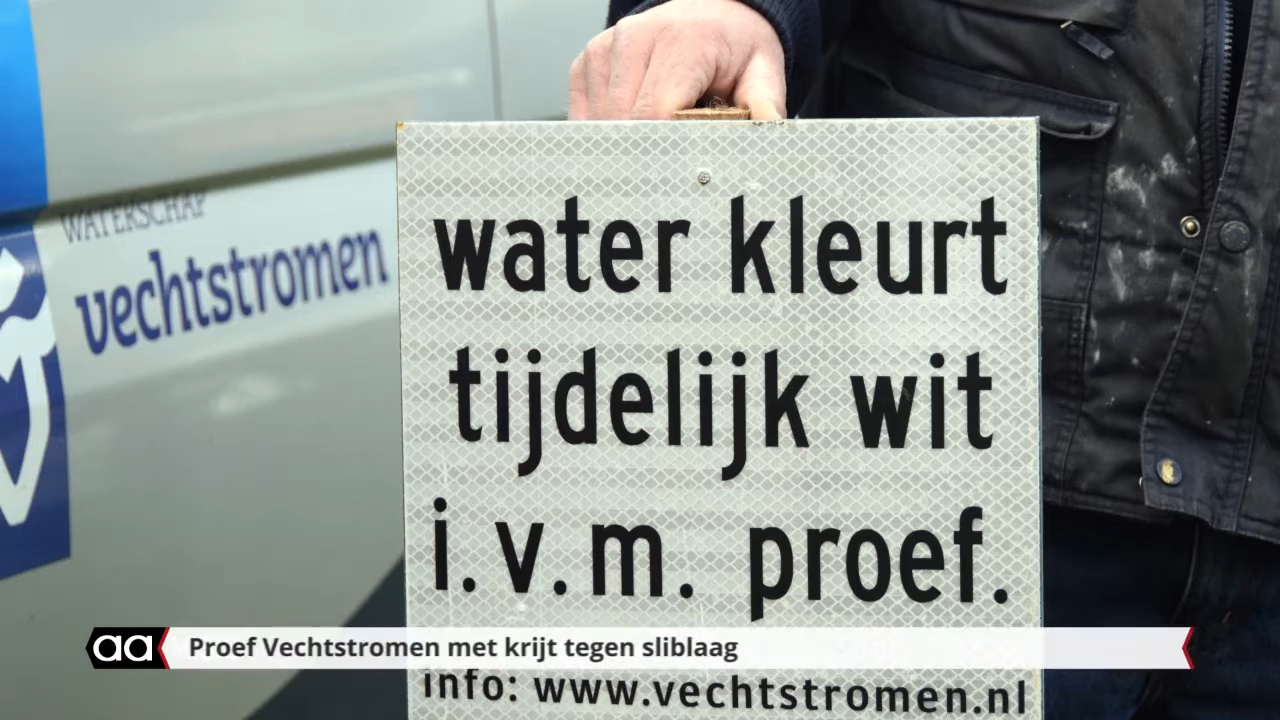 WATERSCHAP
vechtstromen
water kleurt
tijdelijk wit
i.v.m. proef.
aa Proef Vechtstromen met krijt tegen sliblaag
info: www.vechtstromen.nl